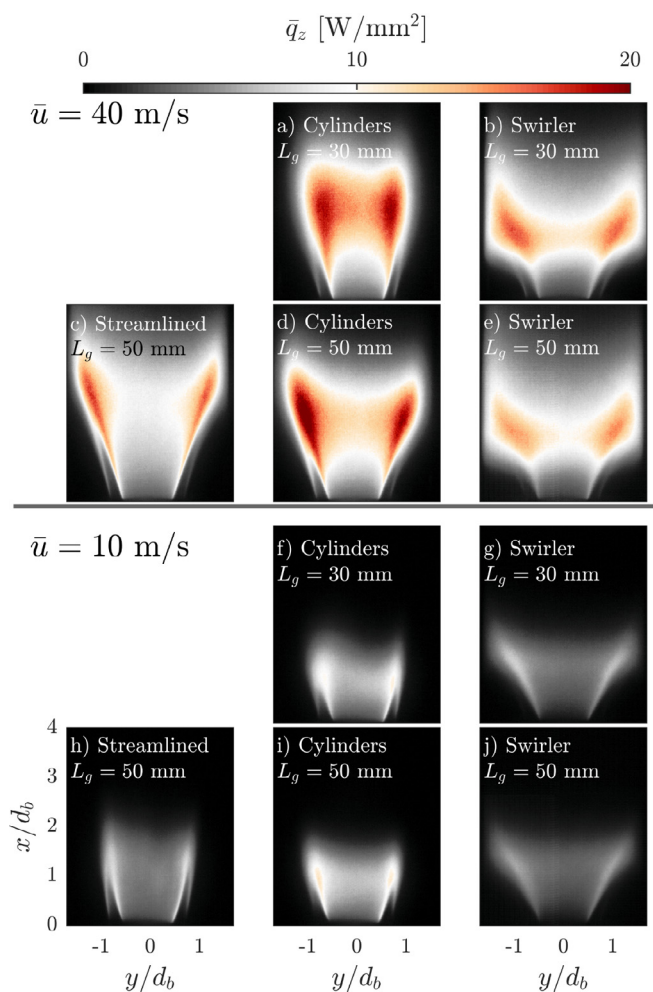 q̄_z [W/mm²]
0 10 20
ū = 40 m/s
a) Cylinders
L_g = 30 mm
b) Swirler
L_g = 30 mm
c) Streamlined
L_g = 50 mm
d) Cylinders
L_g = 50 mm
e) Swirler
L_g = 50 mm
ū = 10 m/s
f) Cylinders
L_g = 30 mm
g) Swirler
L_g = 30 mm
h) Streamlined
L_g = 50 mm
i) Cylinders
L_g = 50 mm
j) Swirler
L_g = 50 mm
x/d_b
4
3
2
1
0
-1 0 1
-1 0 1
-1 0 1
y/d_b
y/d_b
y/d_b